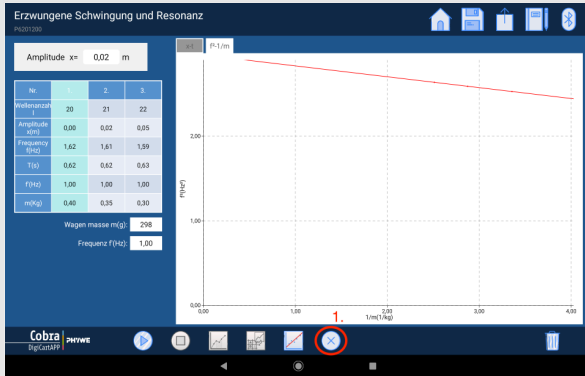 Erzwungene Schwingung und Resonanz
P6201200
Amplitude x= 0,02 m
x-t f²-1/m
Nr. 1. 2. 3.
Wellenanzahl 20 21 22
Amplitude x(m) 0,00 0,02 0,05
Frequency f(Hz) 1,62 1,61 1,59
T(s) 0,62 0,62 0,63
f'(Hz) 1,00 1,00 1,00
m(Kg) 0,40 0,35 0,30
Wagen masse m(g): 298
Frequenz f'(Hz): 1,00
f²(Hz²)
2,00
1,00
0,00
0,00 1,00 2,00 3,00 4,00
1/m(1/kg)
1.
Cobra PHYWE
DigiCartAPP